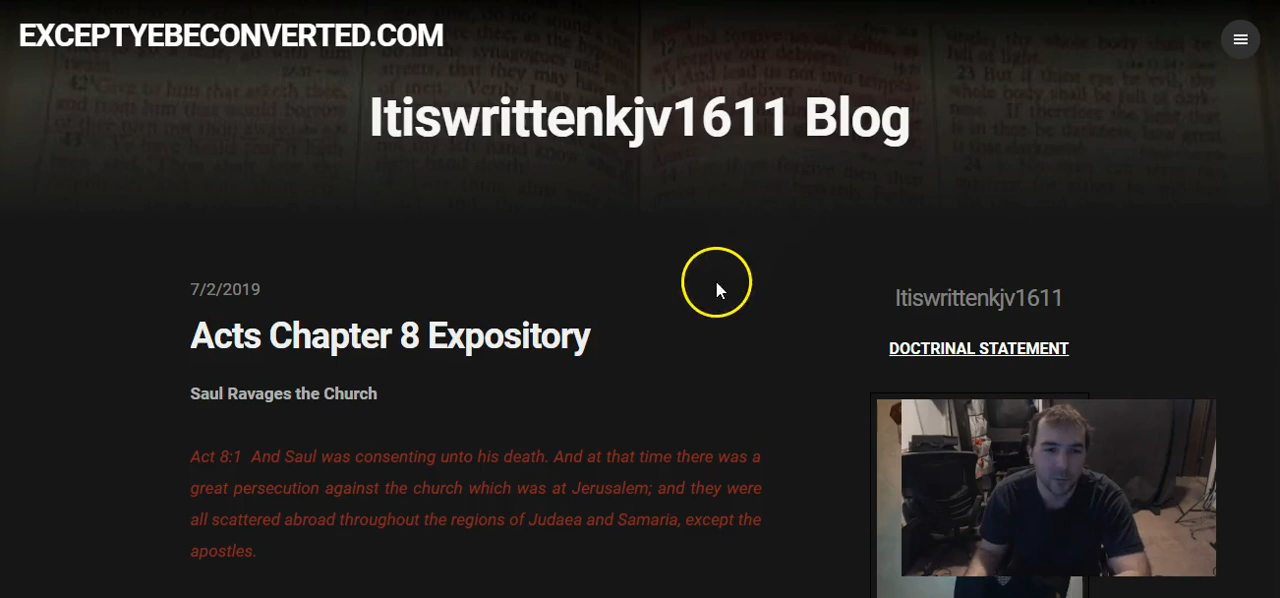 EXCEPTYEBECONVERTED.COM
Itiswrittenkjv1611 Blog
7/2/2019
Acts Chapter 8 Expository
Saul Ravages the Church
Act 8:1 And Saul was consenting unto his death. And at that time there was a
great persecution against the church which was at Jerusalem; and they were
all scattered abroad throughout the regions of Judaea and Samaria, except the
apostles.
Itiswrittenkjv1611
DOCTRINAL STATEMENT